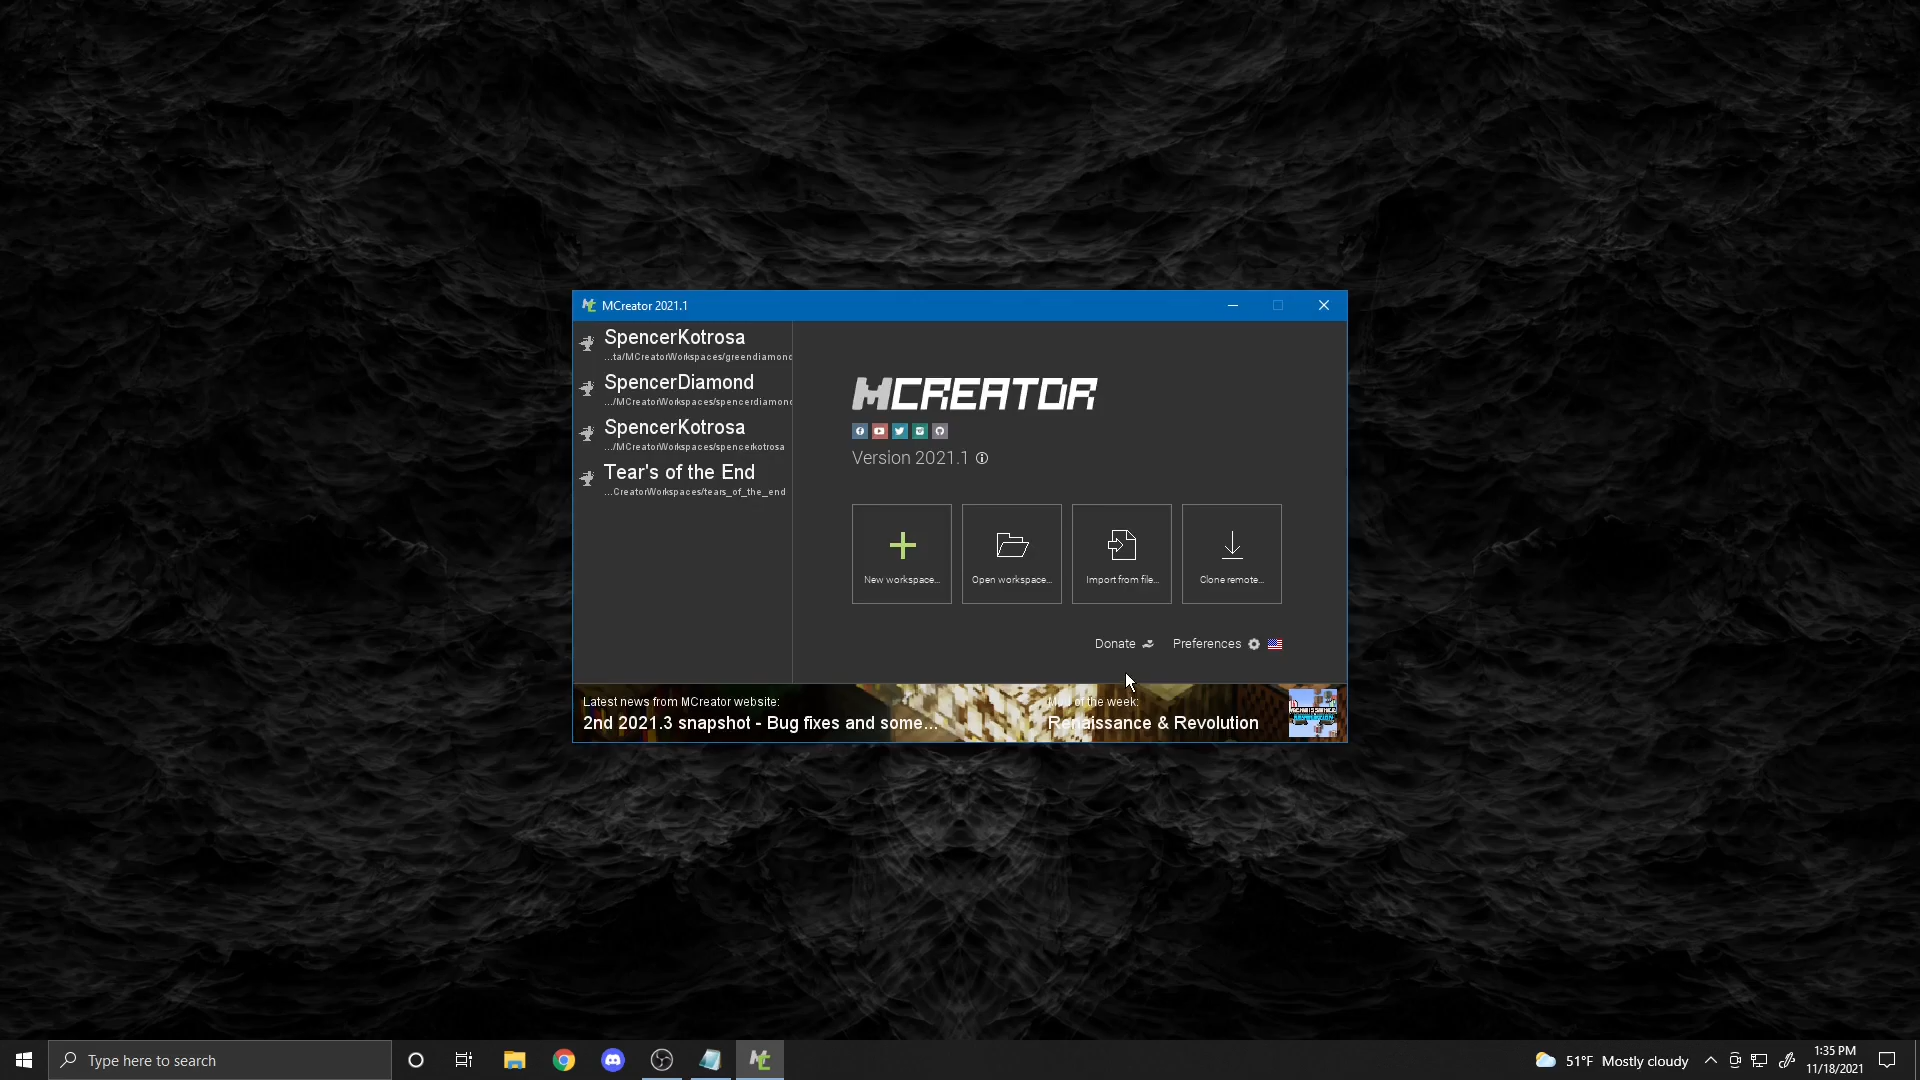 MCreator 2021.1
SpencerKotrosa
...ta/MCreatorWorkspaces/greendiamond
SpencerDiamond
.../MCreatorWorkspaces/spencerdiamond
SpencerKotrosa
.../MCreatorWorkspaces/spencerkotrosa
Tear's of the End
...CreatorWorkspaces/tears_of_the_end
MCREATOR
Version 2021.1
New workspace...
Open workspace...
Import from file...
Clone remote...
Donate
Preferences
Latest news from MCreator website:
2nd 2021.3 snapshot - Bug fixes and some...
of the week:
Renaissance & Revolution
Type here to search
51°F Mostly cloudy
1:35 PM
11/18/2021